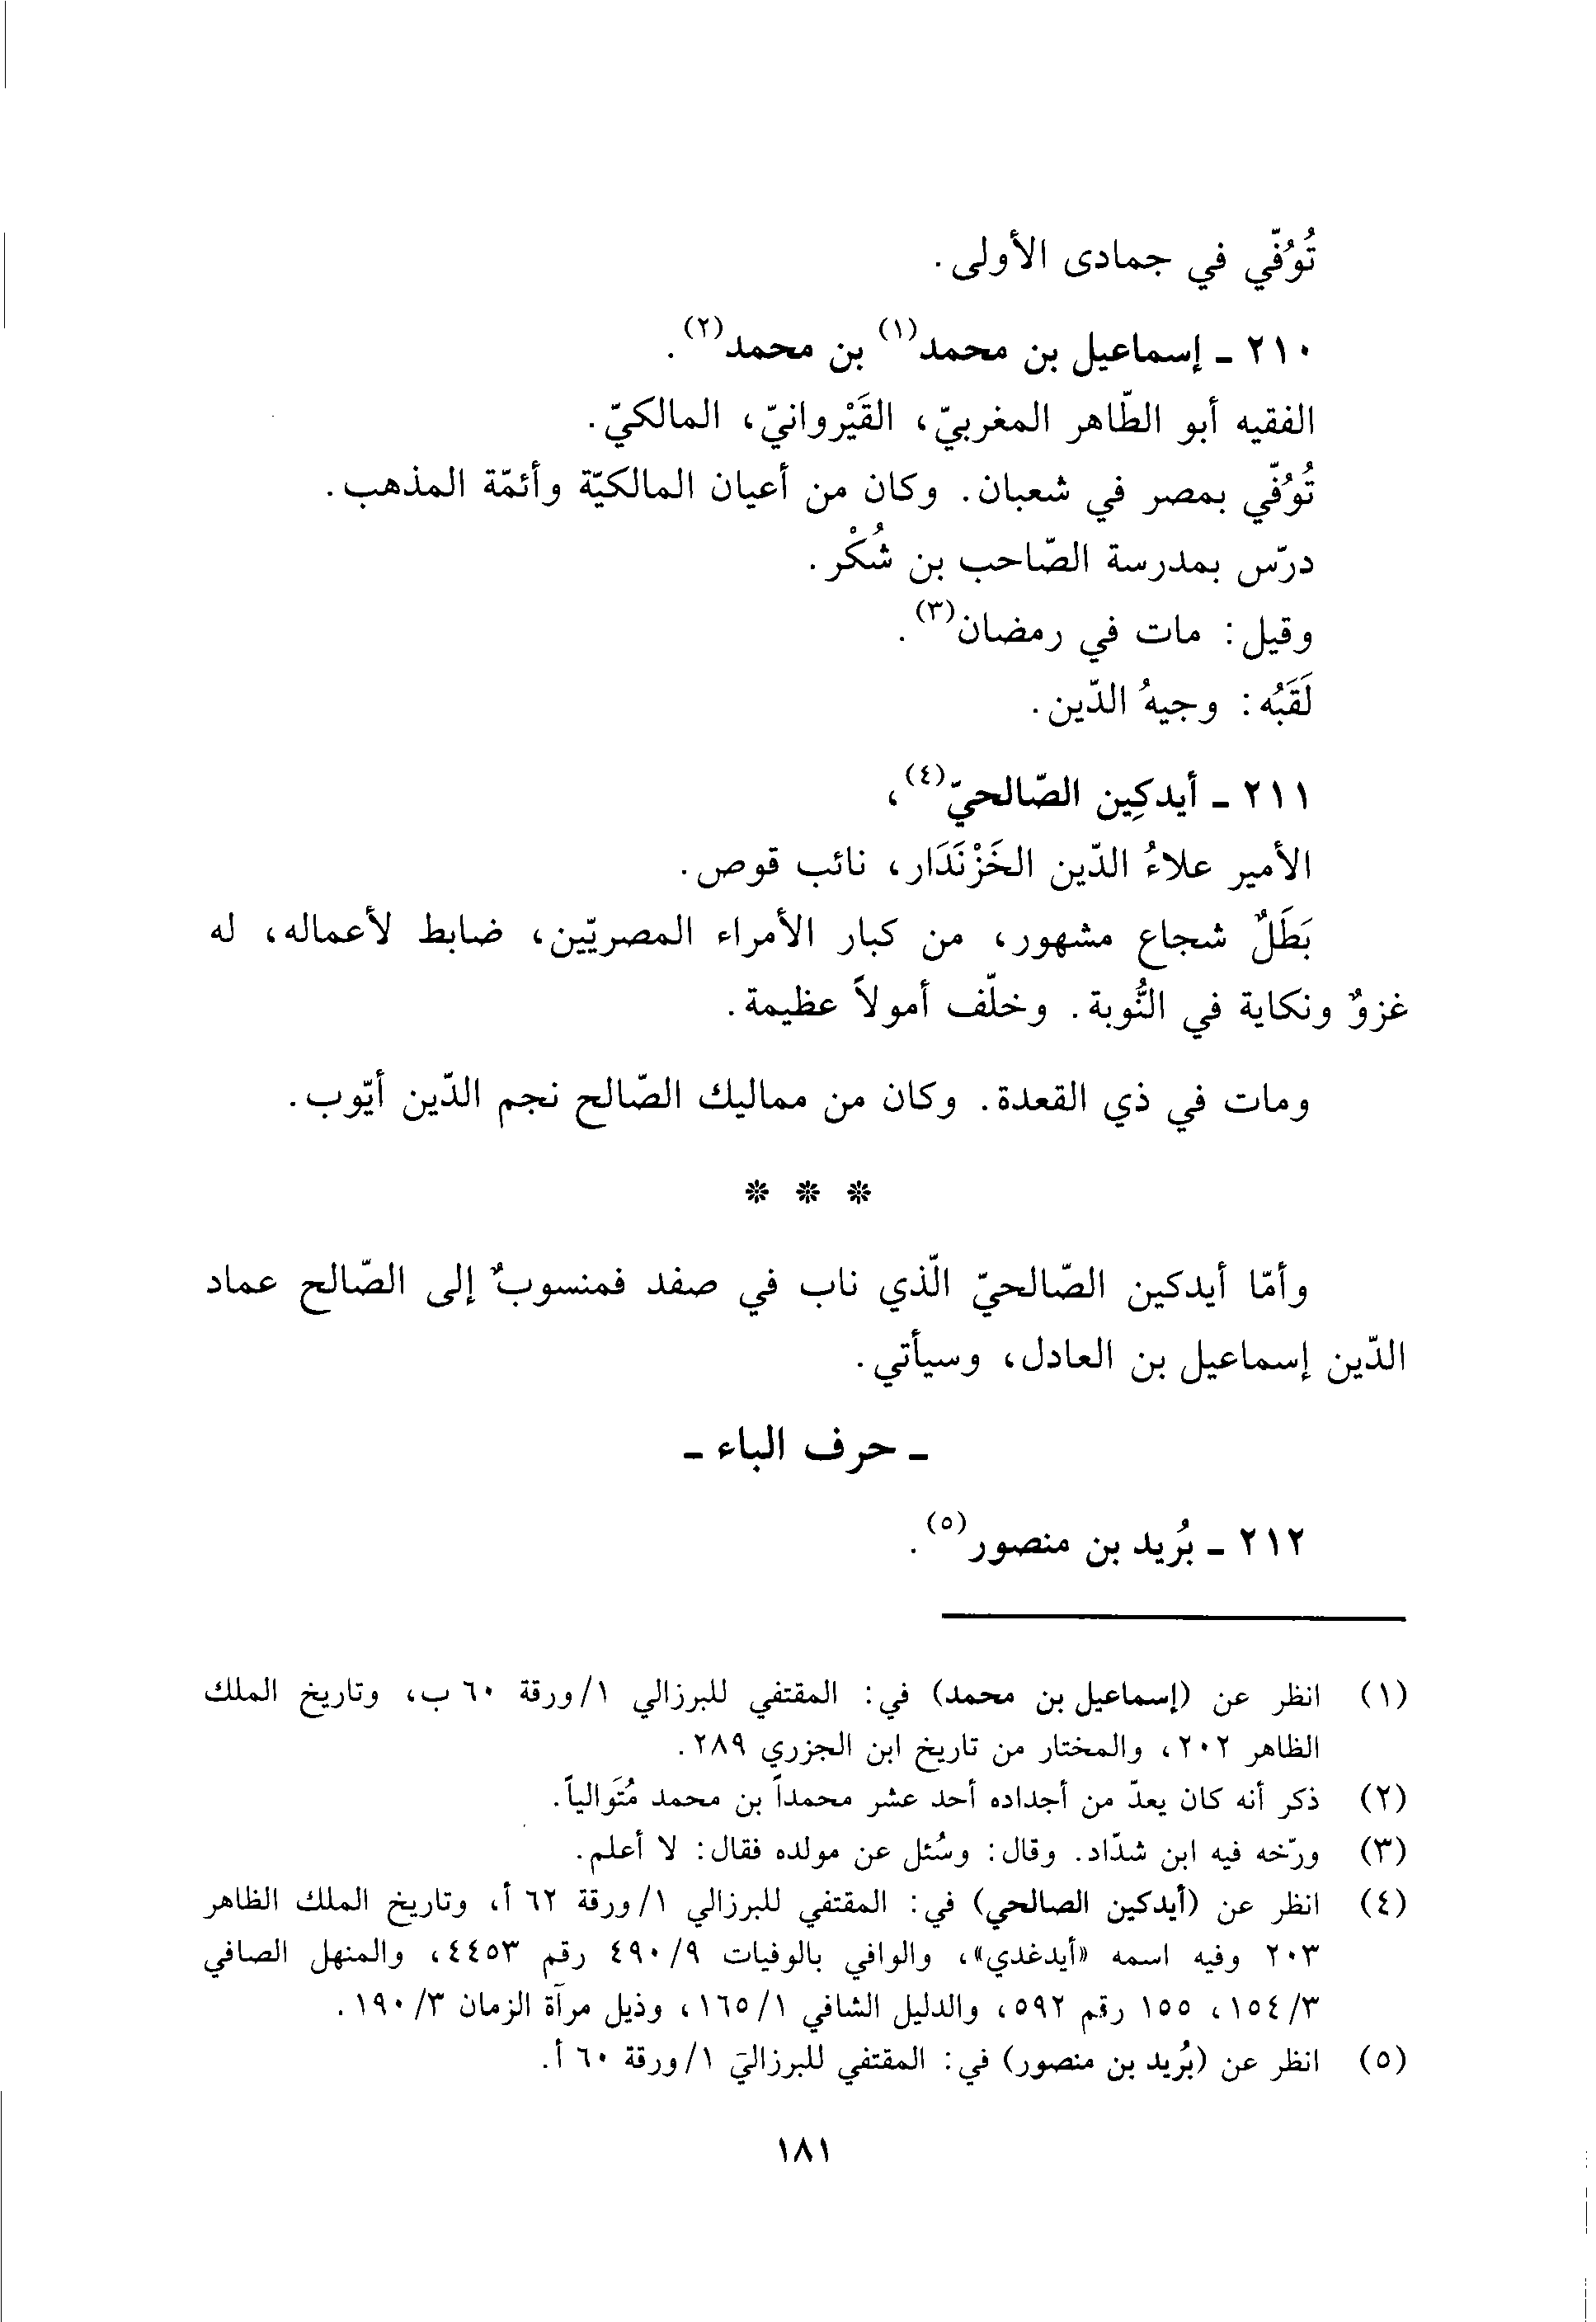 تُوُفّي في جمادى الأولى.
٢١٠ - إسماعيل بن محمد(١) بن محمد(٢).
الفقيه أبو الطّاهر المغربيّ، القَيْروانيّ، المالكيّ.
تُوُفّي بمصر في شعبان. وكان من أعيان المالكيّة وأئمّة المذهب.
درّس بمدرسة الصّاحب بن شُكْر.
وقيل: مات في رمضان(٣).
لَقَبُه: وجيهُ الدّين.
٢١١ - أيدكِين الصّالحيّ(٤)،
الأمير علاءُ الدّين الخَزْنَدَار، نائب قوص.
بَطَلٌ شجاع مشهور، من كبار الأمراء المصريّين، ضابط لأعماله، له
غزوٌ ونكاية في النُّوبة. وخلّف أمولاً عظيمة.
ومات في ذي القعدة. وكان من مماليك الصّالح نجم الدّين أيّوب.
* * *
وأمّا أيدكين الصّالحيّ الّذي ناب في صفد فمنسوبٌ إلى الصّالح عماد
الدّين إسماعيل بن العادل، وسيأتي.
- حرف الباء -
٢١٢ - بُريد بن منصور(٥).
(١) انظر عن (إسماعيل بن محمد) في: المقتفي للبرزالي ١/ورقة ٦٠ ب، وتاريخ الملك
الظاهر ٢٠٢، والمختار من تاريخ ابن الجزري ٢٨٩.
(٢) ذكر أنه كان يعدّ من أجداده أحد عشر محمداً بن محمد مُتَوالياً.
(٣) ورّخه فيه ابن شدّاد. وقال: وسُئل عن مولده فقال: لا أعلم.
(٤) انظر عن (أيدكين الصالحي) في: المقتفي للبرزالي ١/ورقة ٦٢ أ، وتاريخ الملك الظاهر
٢٠٣ وفيه اسمه «أيدغدي»، والوافي بالوفيات ٤٩٠/٩ رقم ٤٤٥٣، والمنهل الصافي
١٥٤/٣، ١٥٥ رقم ٥٩٢، والدليل الشافي ١٦٥/١، وذيل مرآة الزمان ١٩٠/٣.
(٥) انظر عن (بُريد بن منصور) في: المقتفي للبرزاليَ ١/ورقة ٦٠ أ.
١٨١